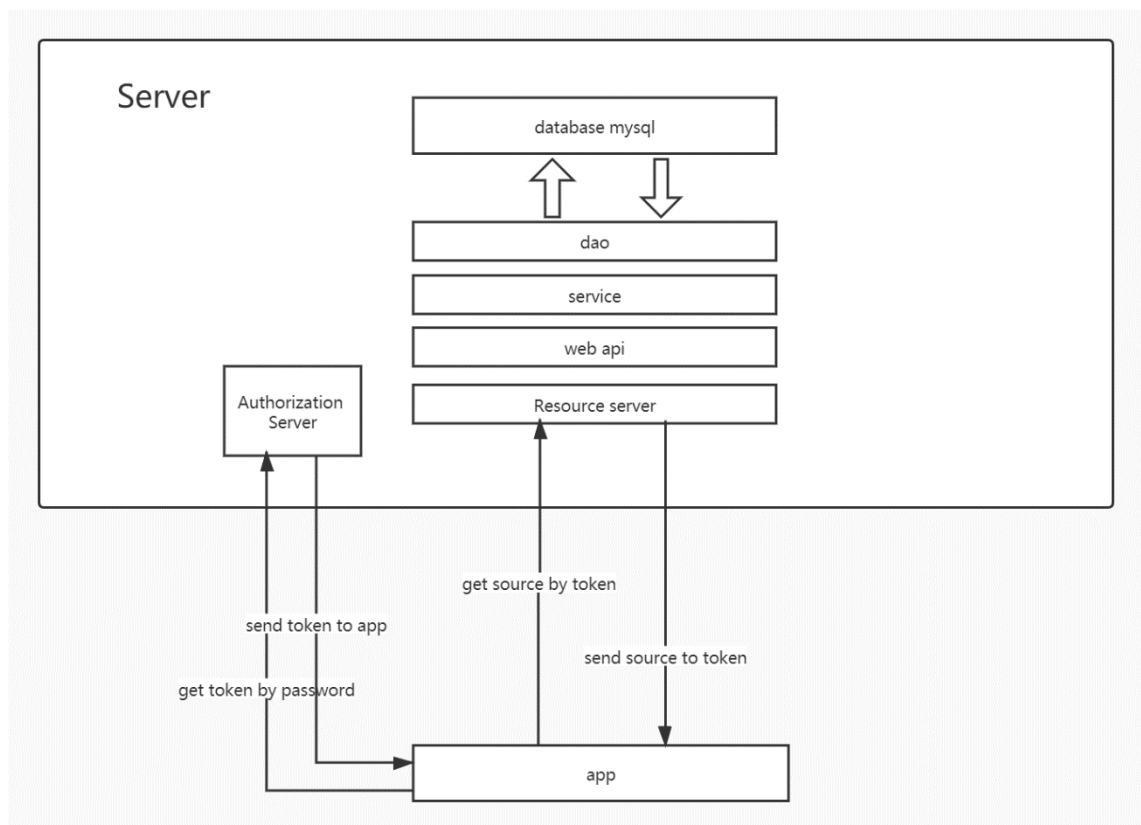 Server
database mysql
dao
service
web api
Authorization
Server
Resource server
get source by token
send token to app
send source to token
get token by password
app